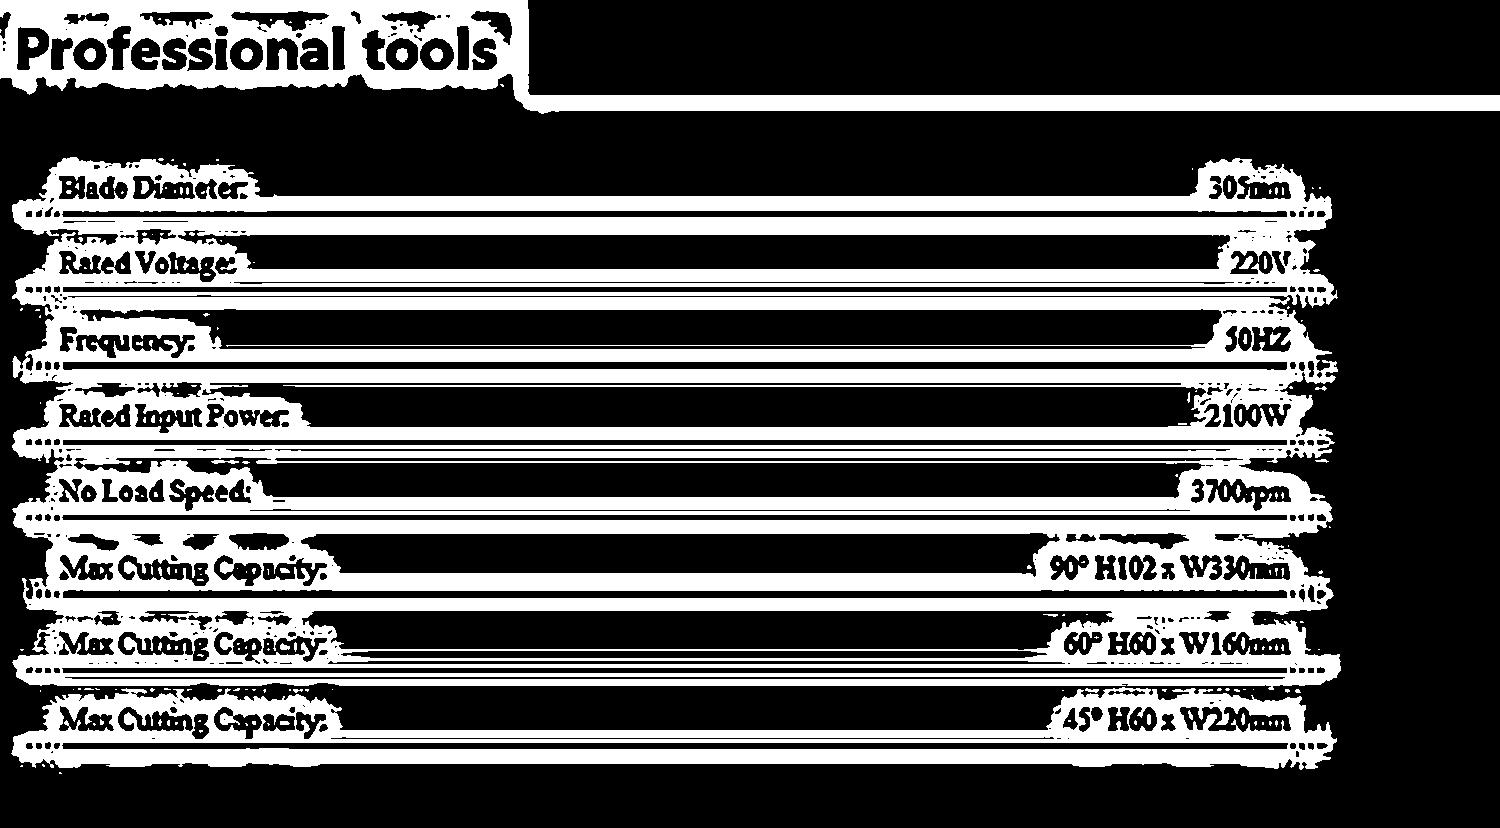 Professional tools
Blade Diameter: 305mm
Rated Voltage: 220V
Frequency: 50HZ
Rated Input Power: 2100W
No Load Speed: 3700rpm
Max Cutting Capacity: 90° H102 x W330mm
Max Cutting Capacity: 60° H60 x W160mm
Max Cutting Capacity: 45° H60 x W220mm